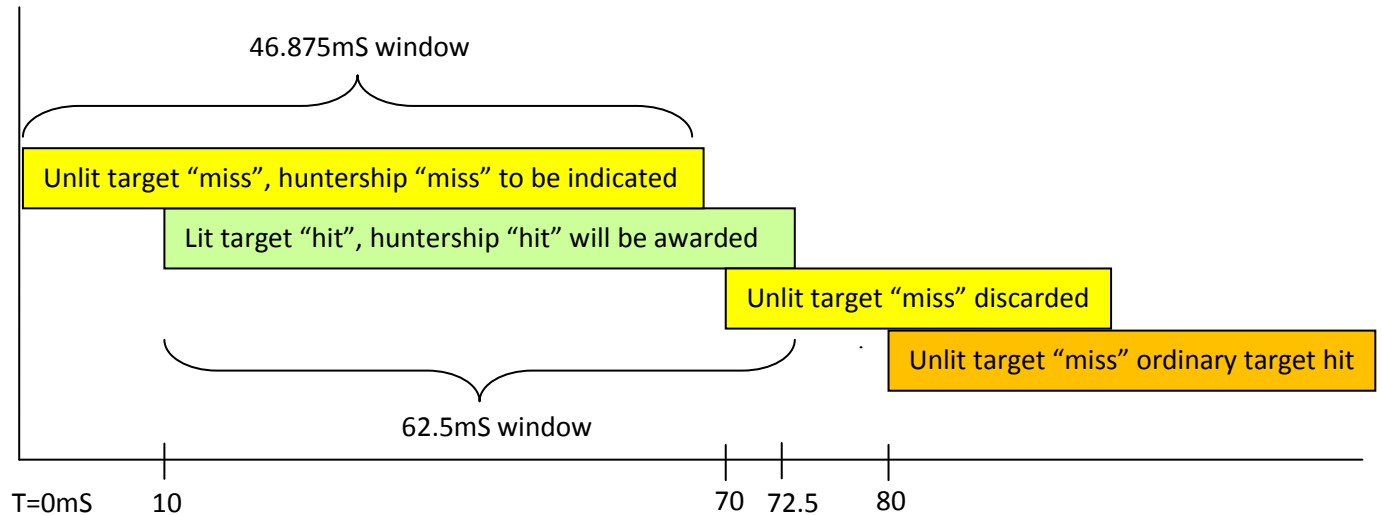 46.875mS window
Unlit target “miss”, huntership “miss” to be indicated
Lit target “hit”, huntership “hit” will be awarded
Unlit target “miss” discarded
Unlit target “miss” ordinary target hit
62.5mS window
T=0mS 10 70 72.5 80